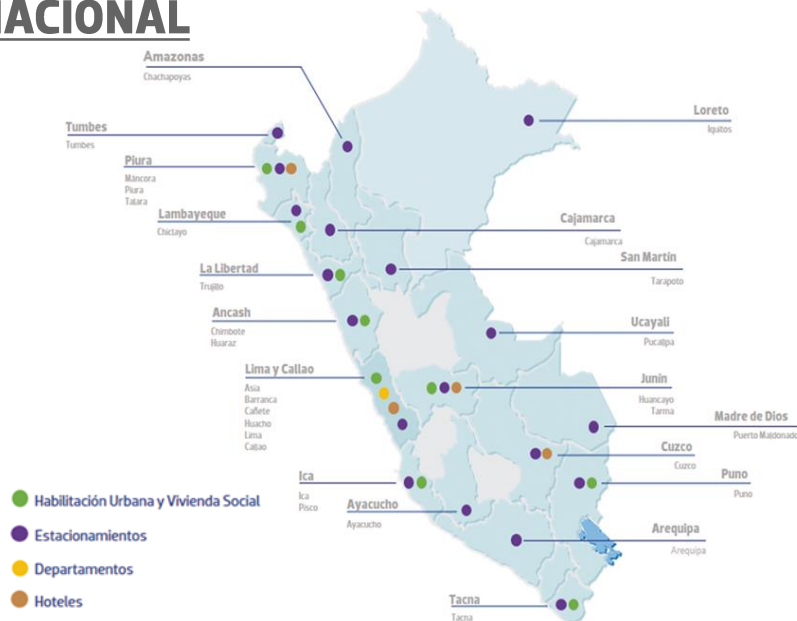 NACIONAL
Amazonas
Chachapoyas
Loreto
Iquitos
Tumbes
Tumbes
Piura
Máncora
Piura
Talara
Lambayeque
Chiclayo
Cajamarca
Cajamarca
San Martín
Tarapoto
La Libertad
Trujillo
Ancash
Chimbote
Huaraz
Ucayali
Pucallpa
Lima y Callao
Asia
Barranca
Cañete
Huacho
Lima
Callao
Junín
Huancayo
Tarma
Madre de Dios
Puerto Maldonado
Cuzco
Cuzco
Ica
Ica
Pisco
Puno
Puno
Ayacucho
Ayacucho
Arequipa
Arequipa
Tacna
Tacna
Habilitación Urbana y Vivienda Social
Estacionamientos
Departamentos
Hoteles